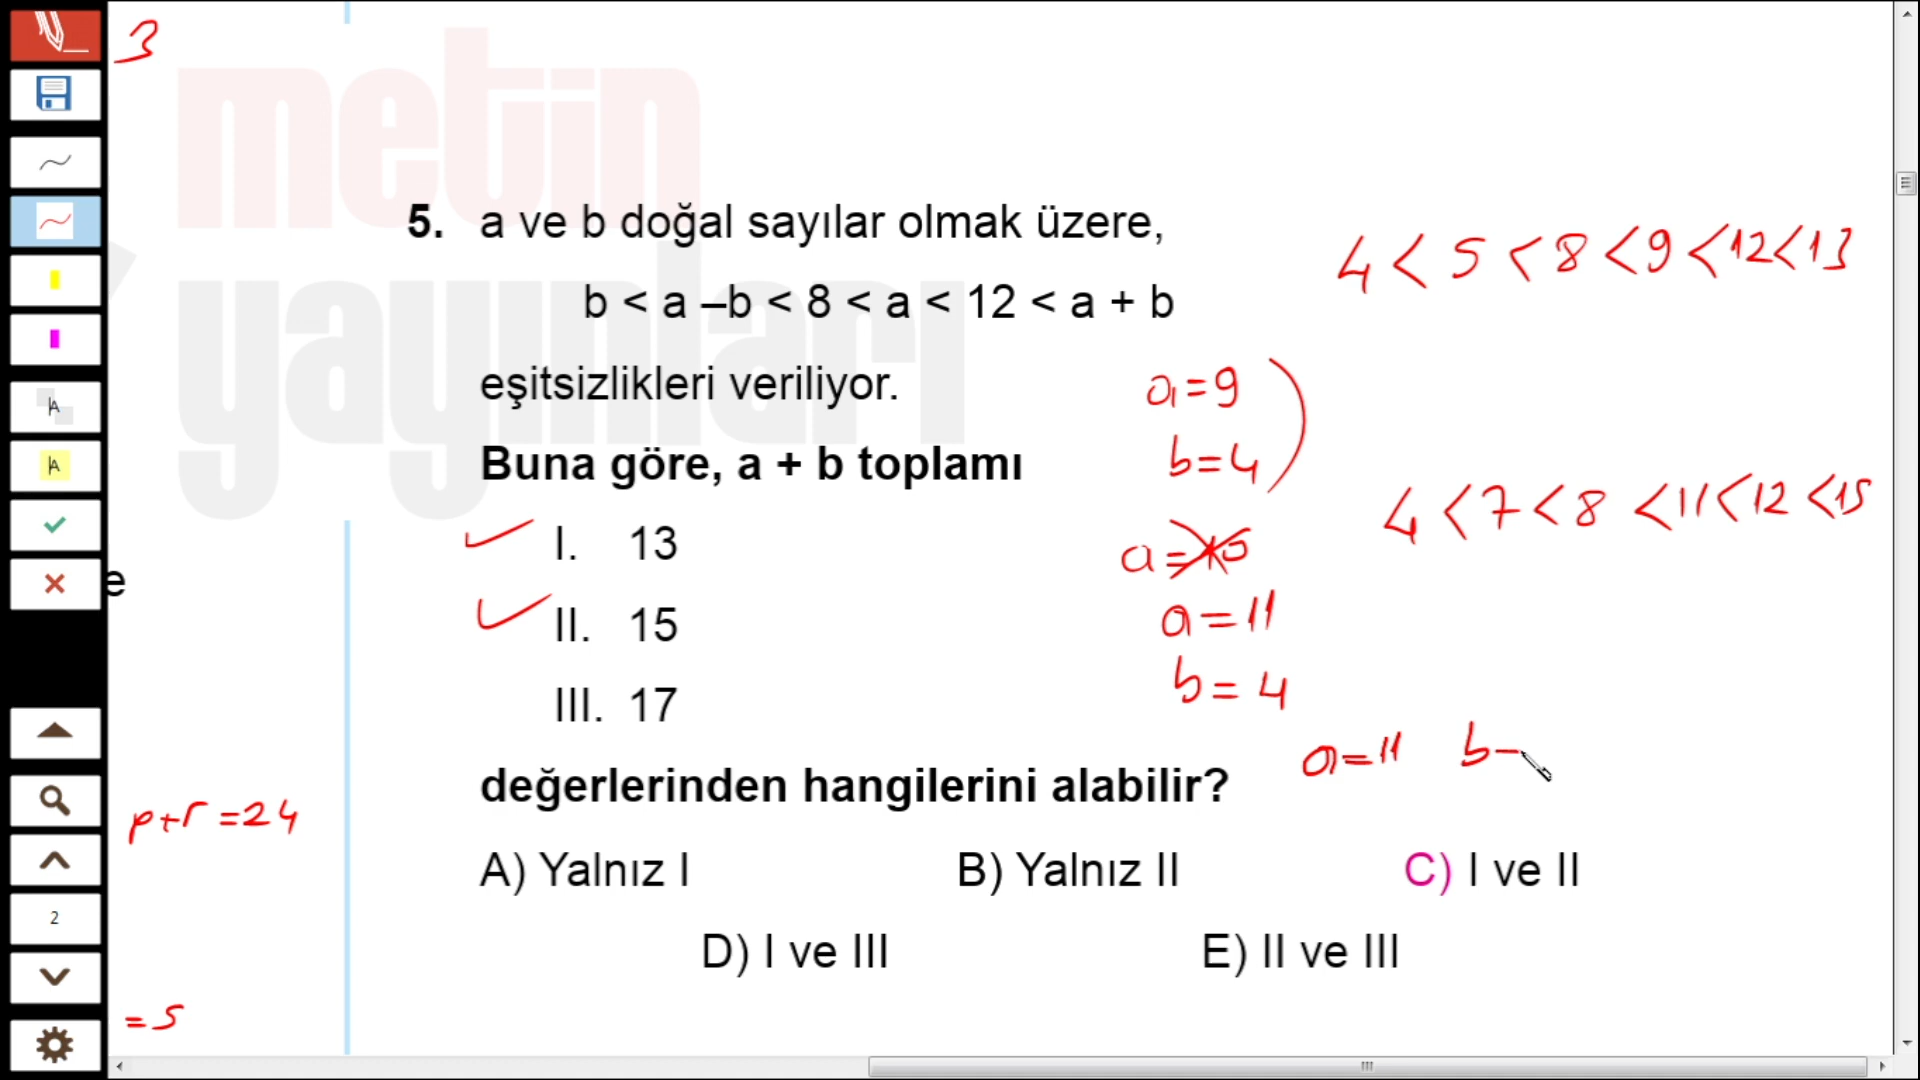 3
metin
yayınları
5. a ve b doğal sayılar olmak üzere,
b < a –b < 8 < a < 12 < a + b
eşitsizlikleri veriliyor.
Buna göre, a + b toplamı
I. 13
II. 15
III. 17
değerlerinden hangilerini alabilir?
A) Yalnız I
B) Yalnız II
C) I ve II
D) I ve III
E) II ve III
4 < 5 < 8 < 9 < 12 < 13
a=9
b=4
4 < 7 < 8 < 11 < 12 < 15
a=10
a=11
b=4
a=11 b-
e
p+r=24
=5
A
A
2